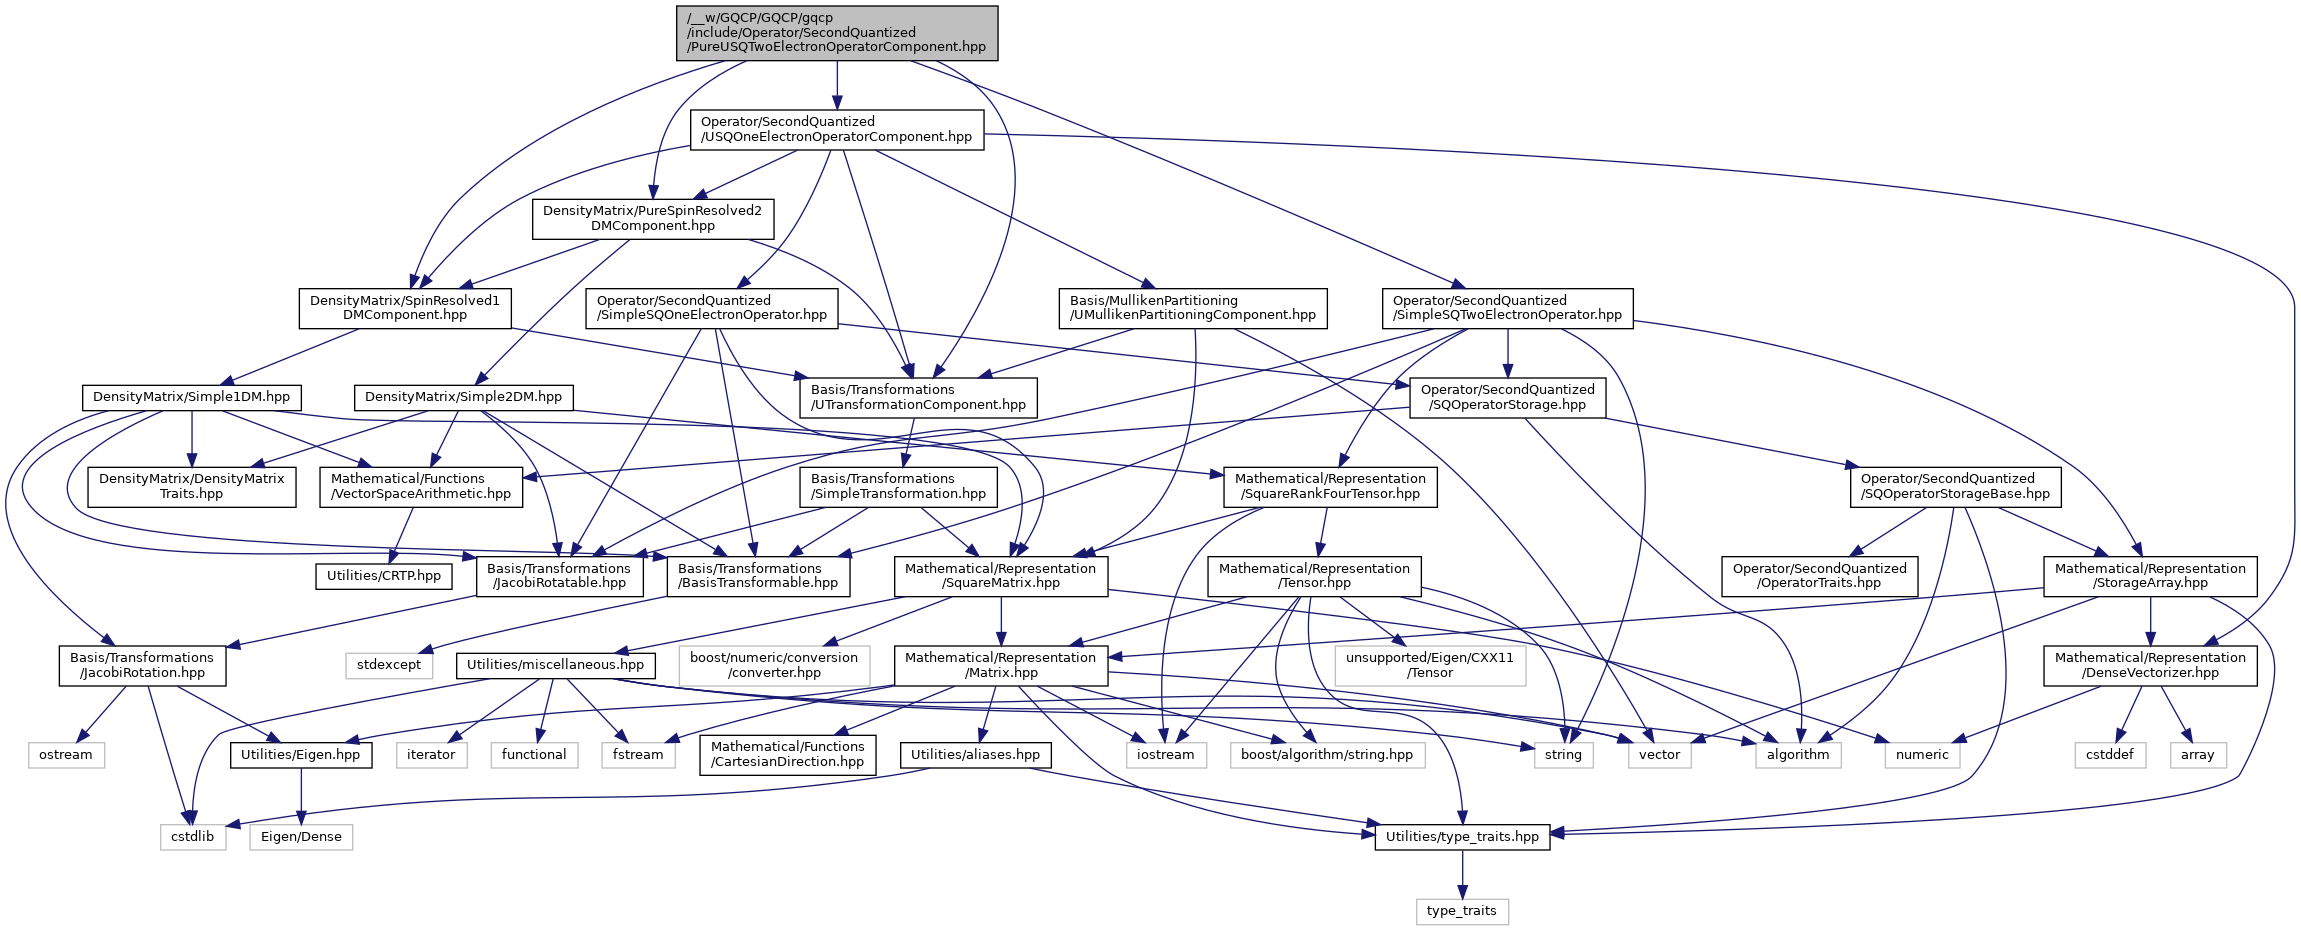 /__w/GQCP/GQCP/gqcp
/include/Operator/SecondQuantized
/PureUSQTwoElectronOperatorComponent.hpp
Operator/SecondQuantized
/USQOneElectronOperatorComponent.hpp
DensityMatrix/PureSpinResolved2
DMComponent.hpp
DensityMatrix/SpinResolved1
DMComponent.hpp
Operator/SecondQuantized
/SimpleSQOneElectronOperator.hpp
Basis/MullikenPartitioning
/UMullikenPartitioningComponent.hpp
Operator/SecondQuantized
/SimpleSQTwoElectronOperator.hpp
DensityMatrix/Simple1DM.hpp
DensityMatrix/Simple2DM.hpp
Basis/Transformations
/UTransformationComponent.hpp
Operator/SecondQuantized
/SQOperatorStorage.hpp
DensityMatrix/DensityMatrix
Traits.hpp
Mathematical/Functions
/VectorSpaceArithmetic.hpp
Basis/Transformations
/SimpleTransformation.hpp
Mathematical/Representation
/SquareRankFourTensor.hpp
Operator/SecondQuantized
/SQOperatorStorageBase.hpp
Utilities/CRTP.hpp
Basis/Transformations
/JacobiRotatable.hpp
Basis/Transformations
/BasisTransformable.hpp
Mathematical/Representation
/SquareMatrix.hpp
Mathematical/Representation
/Tensor.hpp
Operator/SecondQuantized
/OperatorTraits.hpp
Mathematical/Representation
/StorageArray.hpp
Basis/Transformations
/JacobiRotation.hpp
stdexcept
Utilities/miscellaneous.hpp
boost/numeric/conversion
/converter.hpp
Mathematical/Representation
/Matrix.hpp
unsupported/Eigen/CXX11
/Tensor
Mathematical/Representation
/DenseVectorizer.hpp
ostream
Utilities/Eigen.hpp
iterator
functional
fstream
Mathematical/Functions
/CartesianDirection.hpp
Utilities/aliases.hpp
iostream
boost/algorithm/string.hpp
string
vector
algorithm
numeric
cstddef
array
cstdlib
Eigen/Dense
Utilities/type_traits.hpp
type_traits